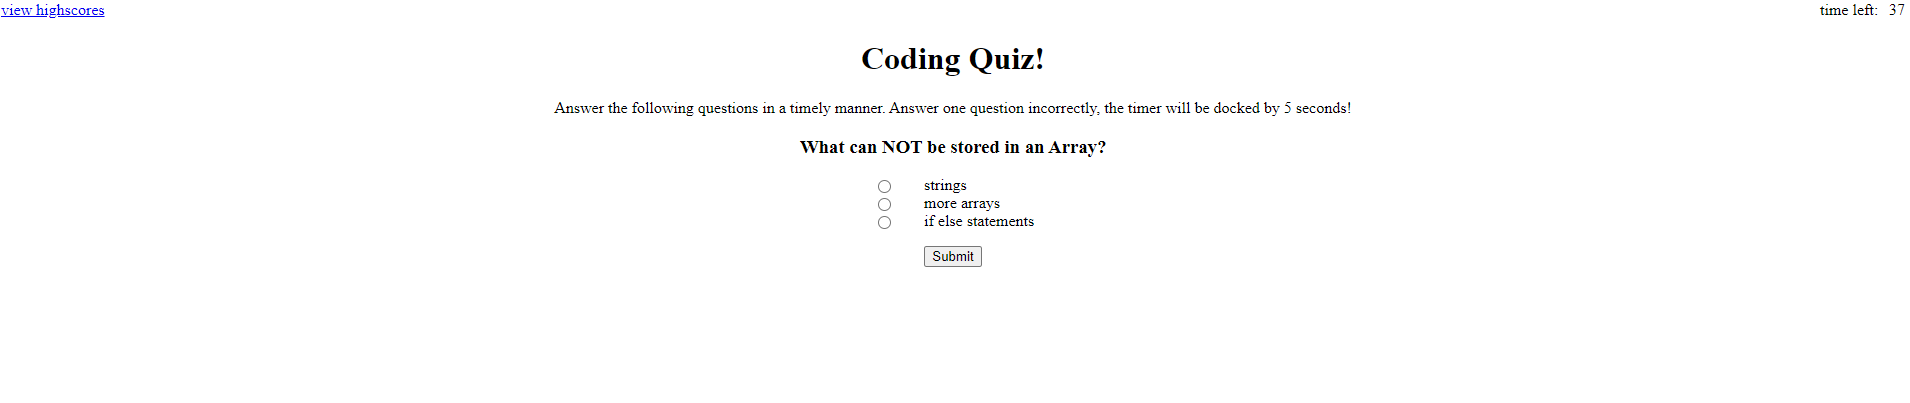 view highscores
time left: 37
Coding Quiz!
Answer the following questions in a timely manner. Answer one question incorrectly, the timer will be docked by 5 seconds!
What can NOT be stored in an Array?
strings
more arrays
if else statements
Submit